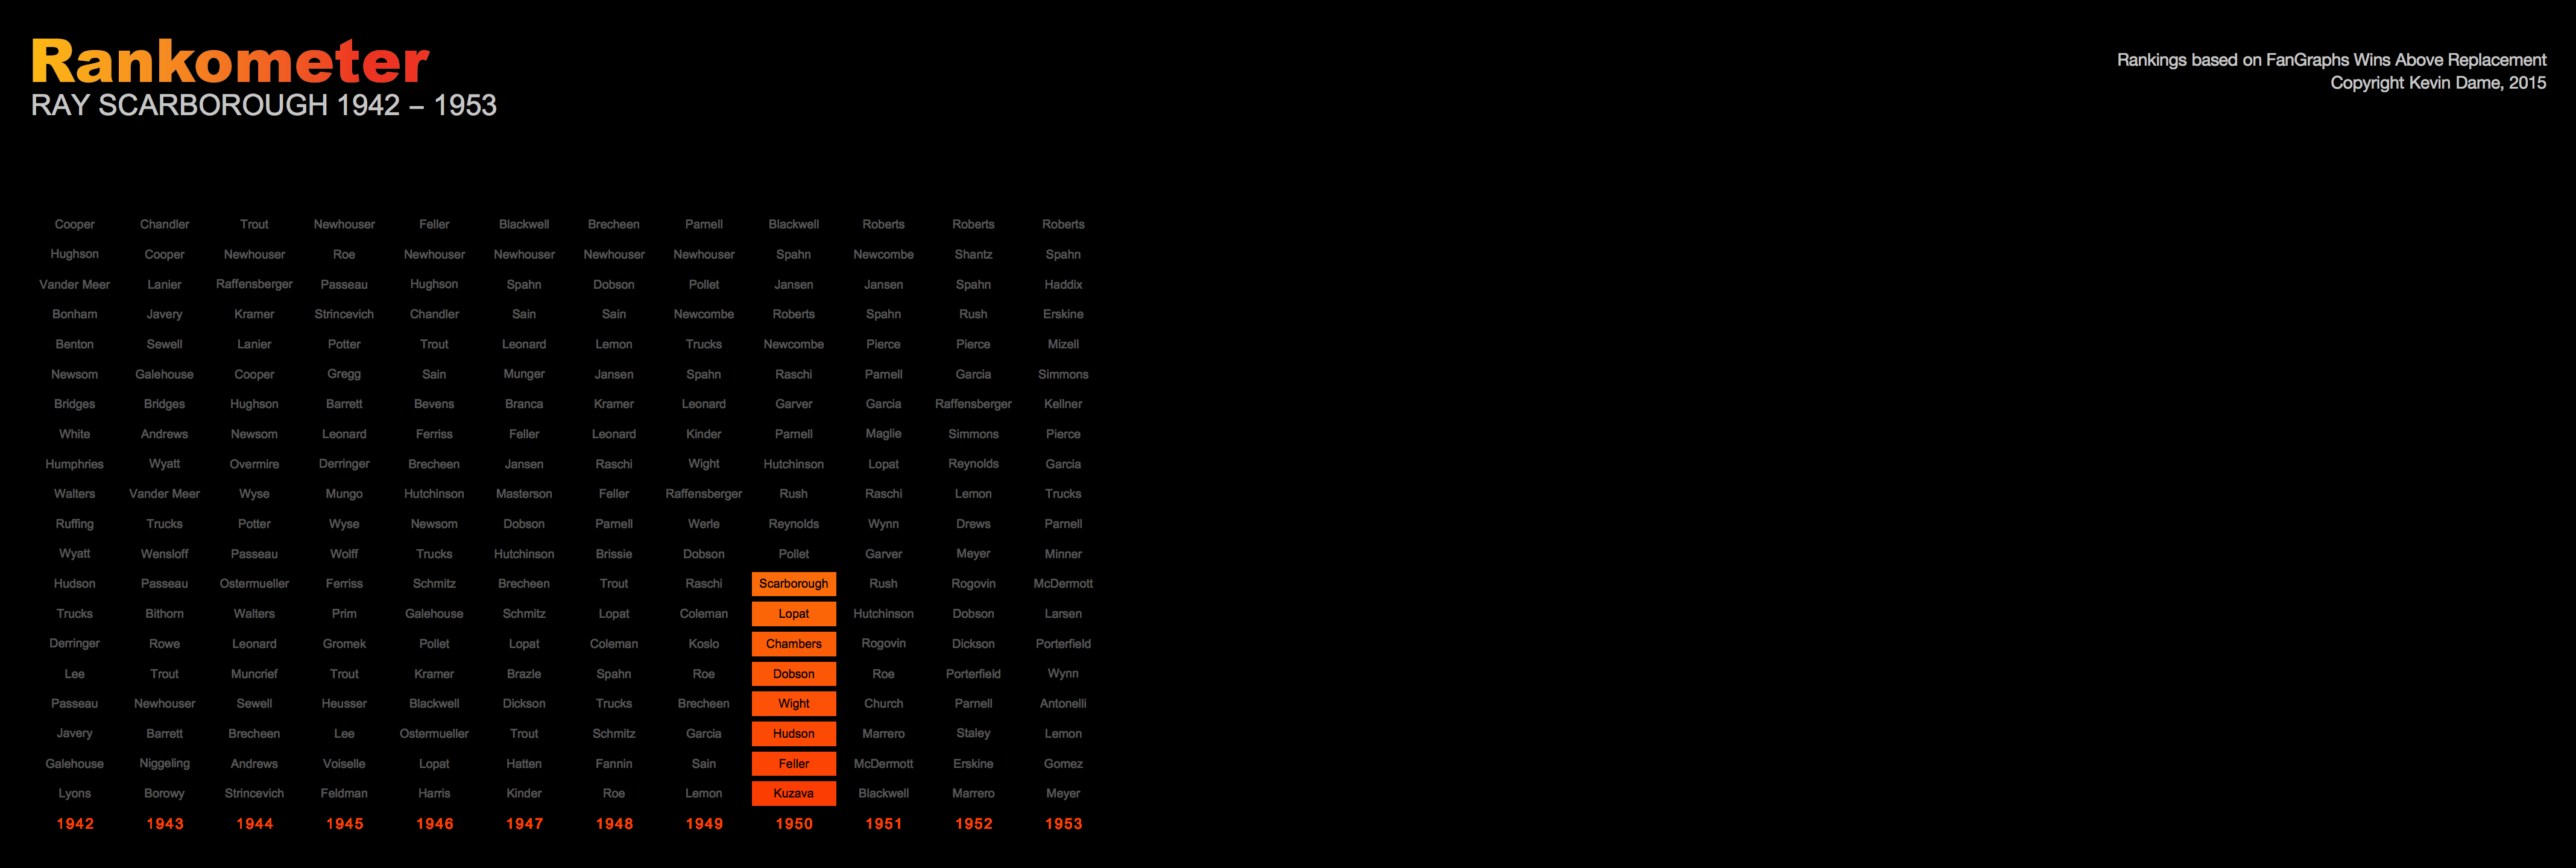 Rankometer
RAY SCARBOROUGH 1942 – 1953
Rankings based on FanGraphs Wins Above Replacement
Copyright Kevin Dame, 2015
Cooper Chandler Trout Newhouser Feller Blackwell Brecheen Parnell Blackwell Roberts Roberts Roberts
Hughson Cooper Newhouser Roe Newhouser Newhouser Newhouser Newhouser Spahn Newcombe Shantz Spahn
Vander Meer Lanier Raffensberger Passeau Hughson Spahn Dobson Pollet Jansen Jansen Spahn Haddix
Bonham Javery Kramer Strincevich Chandler Sain Sain Newcombe Roberts Spahn Rush Erskine
Benton Sewell Lanier Potter Trout Leonard Lemon Trucks Newcombe Pierce Pierce Mizell
Newsom Galehouse Cooper Gregg Sain Munger Jansen Spahn Raschi Parnell Garcia Simmons
Bridges Bridges Hughson Barrett Bevens Branca Kramer Leonard Garver Garcia Raffensberger Kellner
White Andrews Newsom Leonard Ferriss Feller Leonard Kinder Parnell Maglie Simmons Pierce
Humphries Wyatt Overmire Derringer Brecheen Jansen Raschi Wight Hutchinson Lopat Reynolds Garcia
Walters Vander Meer Wyse Mungo Hutchinson Masterson Feller Raffensberger Rush Raschi Lemon Trucks
Ruffing Trucks Potter Wyse Newsom Dobson Parnell Werle Reynolds Wynn Drews Parnell
Wyatt Wensloff Passeau Wolff Trucks Hutchinson Brissie Dobson Pollet Garver Meyer Minner
Hudson Passeau Ostermueller Ferriss Schmitz Brecheen Trout Raschi Scarborough Rush Rogovin McDermott
Trucks Bithorn Walters Prim Galehouse Schmitz Lopat Coleman Lopat Hutchinson Dobson Larsen
Derringer Rowe Leonard Gromek Pollet Lopat Coleman Koslo Chambers Rogovin Dickson Porterfield
Lee Trout Muncrief Trout Kramer Brazle Spahn Roe Dobson Roe Porterfield Wynn
Passeau Newhouser Sewell Heusser Blackwell Dickson Trucks Brecheen Wight Church Parnell Antonelli
Javery Barrett Brecheen Lee Ostermueller Trout Schmitz Garcia Hudson Marrero Staley Lemon
Galehouse Niggeling Andrews Voiselle Lopat Hatten Fannin Sain Feller McDermott Erskine Gomez
Lyons Borowy Strincevich Feldman Harris Kinder Roe Lemon Kuzava Blackwell Marrero Meyer
1942 1943 1944 1945 1946 1947 1948 1949 1950 1951 1952 1953